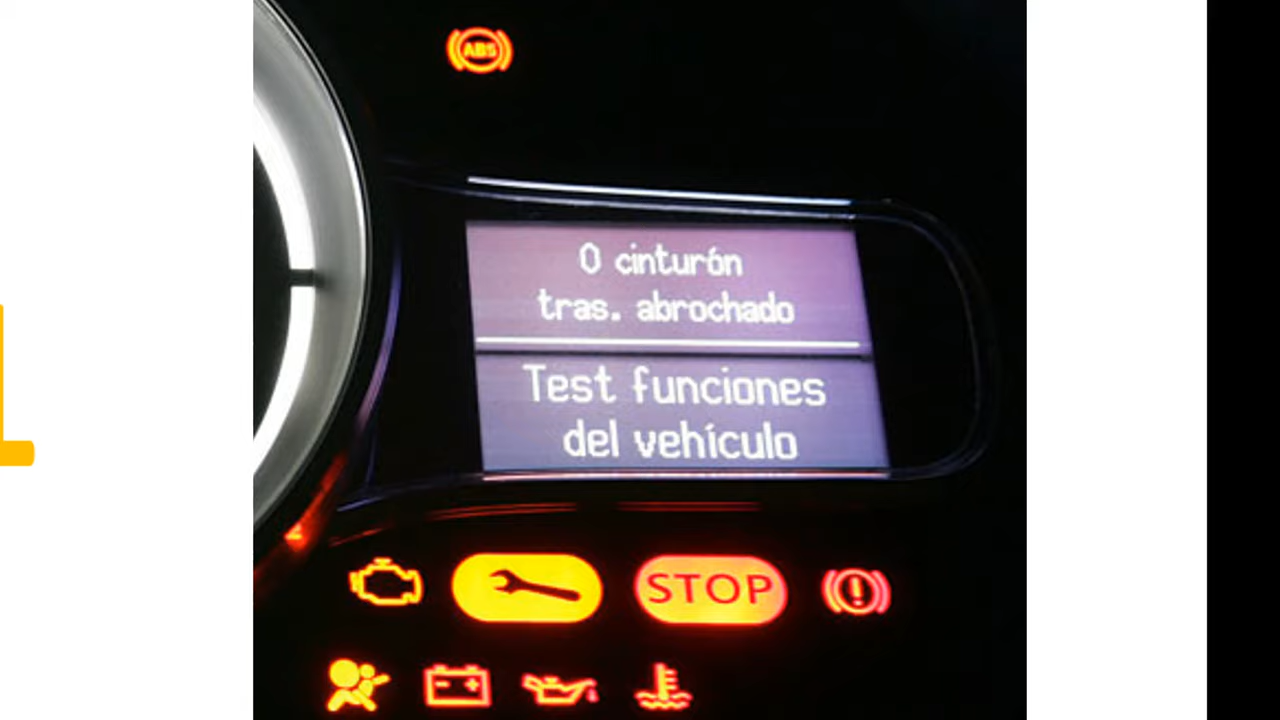 ABS
0 cinturón
tras. abrochado
Test funciones
del vehículo
STOP